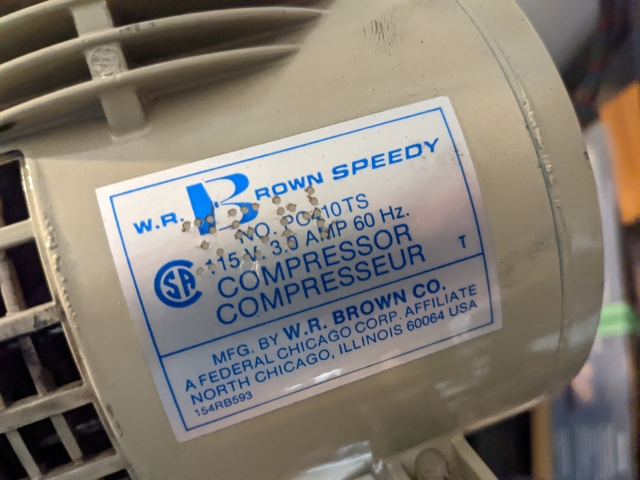 W.R. BROWN SPEEDY
NO.
115 V. 3.0 AMP 60 Hz.
COMPRESSOR
COMPRESSEUR
T
MFG. BY W.R. BROWN CO.
A FEDERAL CHICAGO CORP. AFFILIATE
NORTH CHICAGO, ILLINOIS 60064 USA
154RB593